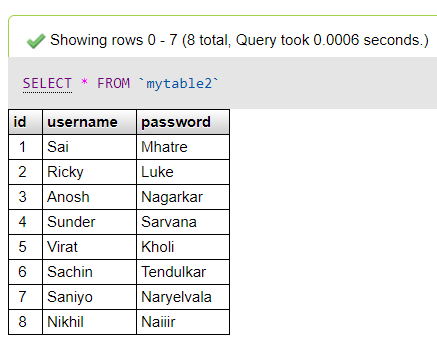 Showing rows 0 - 7 (8 total, Query took 0.0006 seconds.)
SELECT * FROM `mytable2`
id username password
1 Sai Mhatre
2 Ricky Luke
3 Anosh Nagarkar
4 Sunder Sarvana
5 Virat Kholi
6 Sachin Tendulkar
7 Saniyo Naryelvala
8 Nikhil Naiiir